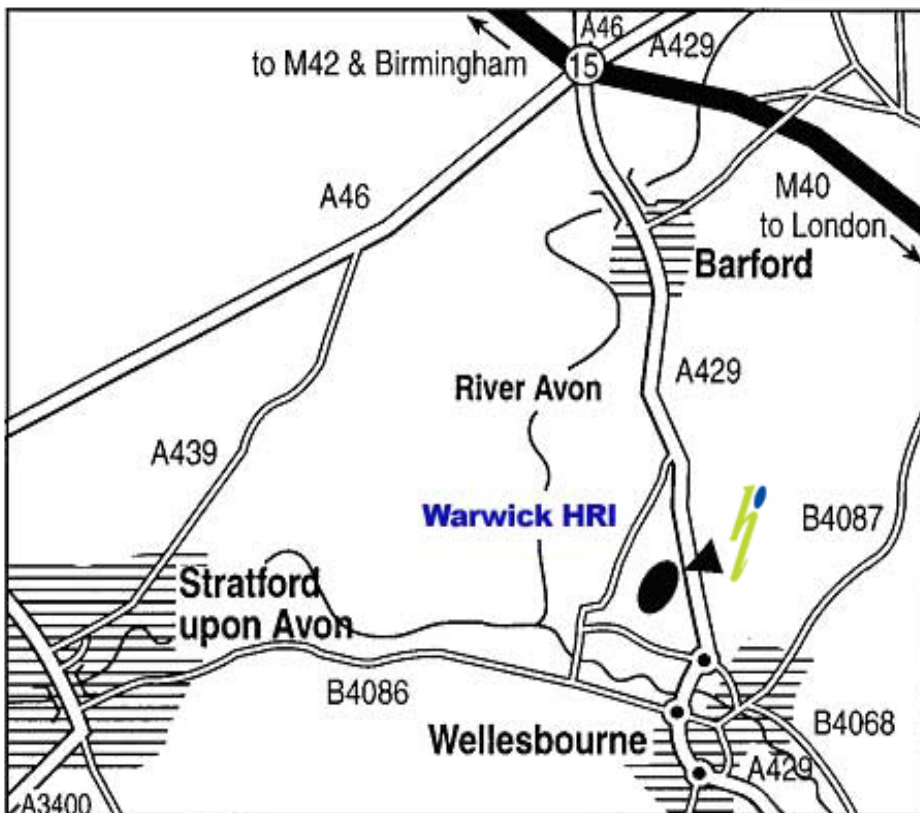 A46
A429
to M42 & Birmingham
15
M40
to London
A46
Barford
A429
River Avon
A439
Warwick HRI
B4087
Stratford
upon Avon
B4086
Wellesbourne
B4068
A429
A3400